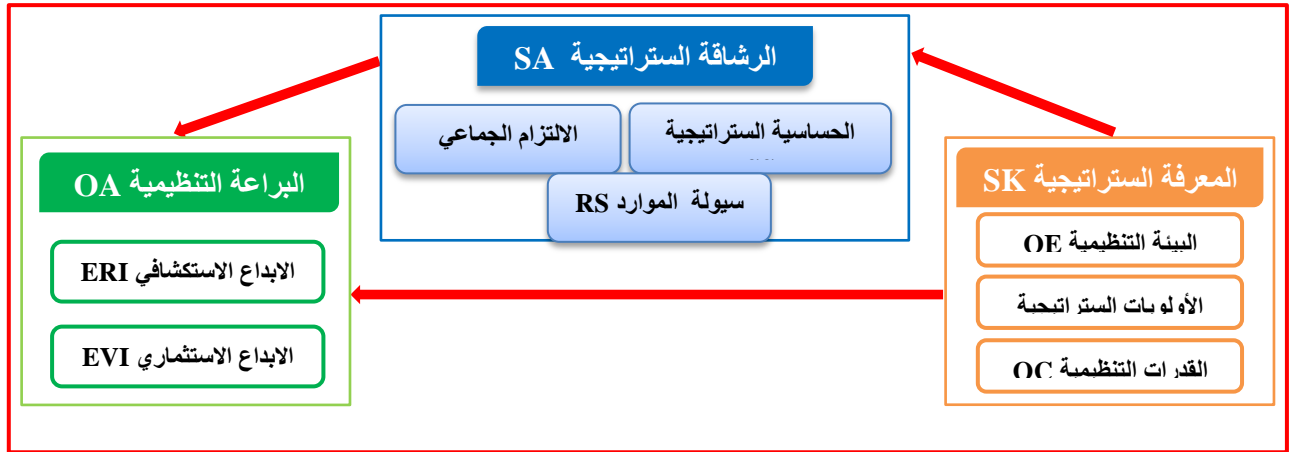 الرشاقة الستراتيجية SA
الحساسية الستراتيجية
الالتزام الجماعي
سيولة الموارد RS
المعرفة الستراتيجية SK
البيئة التنظيمية OE
الأولويات الستراتيجية
القدرات التنظيمية OC
البراعة التنظيمية OA
الابداع الاستكشافي ERI
الابداع الاستثماري EVI